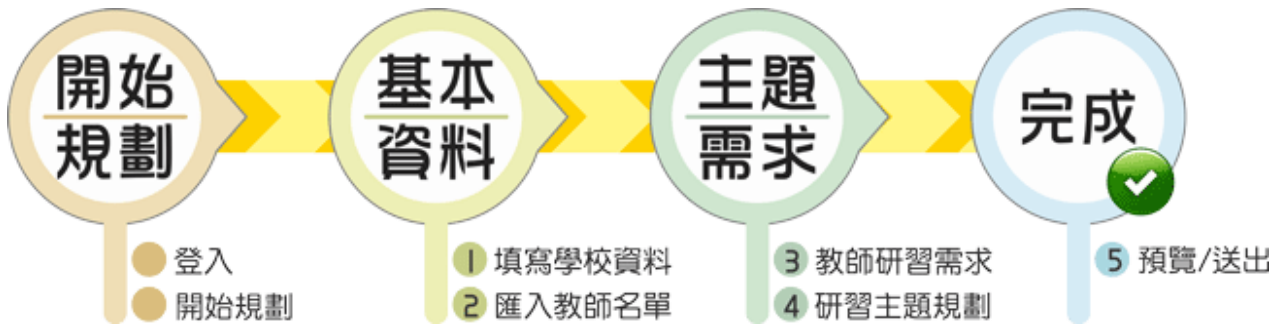 開始
規劃
登入
開始規劃
基本
資料
1 填寫學校資料
2 匯入教師名單
主題
需求
3 教師研習需求
4 研習主題規劃
完成
5 預覽/送出